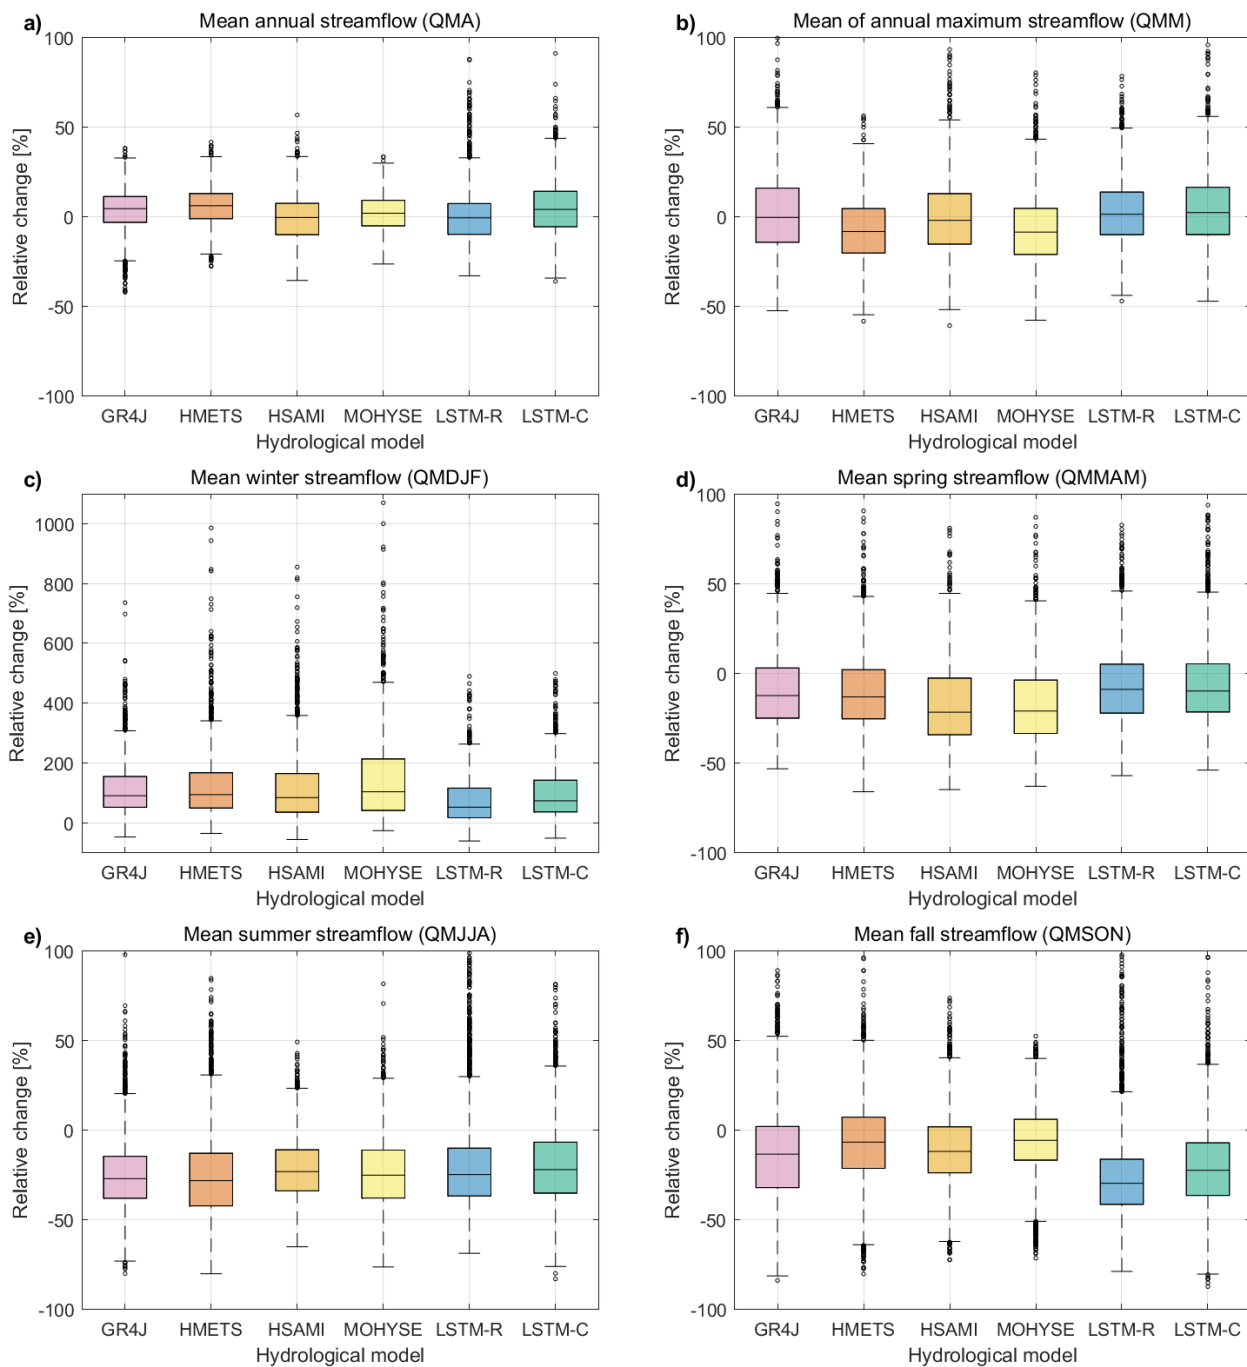 a) Mean annual streamflow (QMA)
100
50
0
-50
-100
Relative change [%]
GR4J HMETS HSAMI MOHYSE LSTM-R LSTM-C
Hydrological model
b) Mean of annual maximum streamflow (QMM)
100
50
0
-50
-100
Relative change [%]
GR4J HMETS HSAMI MOHYSE LSTM-R LSTM-C
Hydrological model
c) Mean winter streamflow (QMDJF)
1000
800
600
400
200
0
Relative change [%]
GR4J HMETS HSAMI MOHYSE LSTM-R LSTM-C
Hydrological model
d) Mean spring streamflow (QMMAM)
100
50
0
-50
-100
Relative change [%]
GR4J HMETS HSAMI MOHYSE LSTM-R LSTM-C
Hydrological model
e) Mean summer streamflow (QMJJA)
100
50
0
-50
-100
Relative change [%]
GR4J HMETS HSAMI MOHYSE LSTM-R LSTM-C
Hydrological model
f) Mean fall streamflow (QMSON)
100
50
0
-50
-100
Relative change [%]
GR4J HMETS HSAMI MOHYSE LSTM-R LSTM-C
Hydrological model